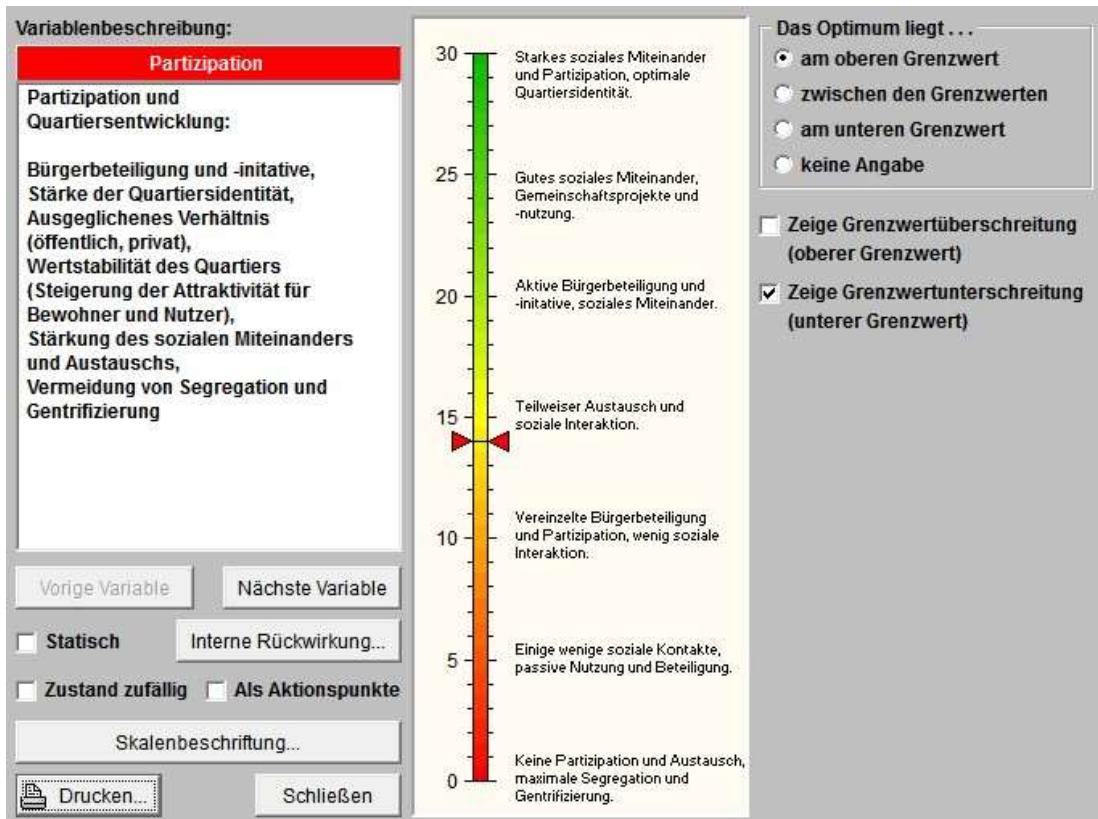 Variablenbeschreibung:
Partizipation
Partizipation und
Quartiersentwicklung:
Bürgerbeteiligung und -initative,
Stärke der Quartiersidentität,
Ausgeglichenes Verhältnis
(öffentlich, privat),
Wertstabilität des Quartiers
(Steigerung der Attraktivität für
Bewohner und Nutzer),
Stärkung des sozialen Miteinanders
und Austauschs,
Vermeidung von Segregation und
Gentrifizierung
Vorige Variable
Nächste Variable
Statisch
Interne Rückwirkung...
Zustand zufällig
Als Aktionspunkte
Skalenbeschriftung...
Drucken...
Schließen
30
Starkes soziales Miteinander
und Partizipation, optimale
Quartiersidentität.
25
Gutes soziales Miteinander,
Gemeinschaftsprojekte und
-nutzung.
20
Aktive Bürgerbeteiligung und
-initative, soziales Miteinander.
15
Teilweiser Austausch und
soziale Interaktion.
10
Vereinzelte Bürgerbeteiligung
und Partizipation, wenig soziale
Interaktion.
5
Einige wenige soziale Kontakte,
passive Nutzung und Beteiligung.
0
Keine Partizipation und Austausch,
maximale Segregation und
Gentrifizierung.
Das Optimum liegt . . .
am oberen Grenzwert
zwischen den Grenzwerten
am unteren Grenzwert
keine Angabe
Zeige Grenzwertüberschreitung
(oberer Grenzwert)
Zeige Grenzwertunterschreitung
(unterer Grenzwert)